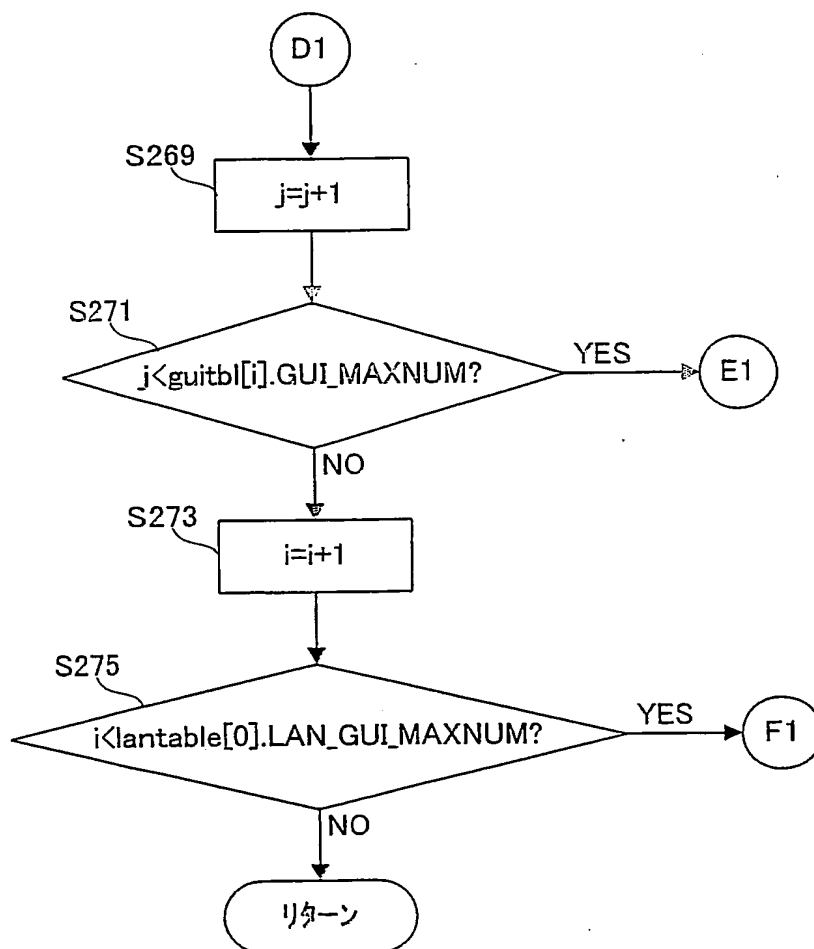 D1
S269
j=j+1
S271
j<guitbl[i].GUI_MAXNUM?
YES
E1
NO
S273
i=i+1
S275
i<lantable[0].LAN_GUI_MAXNUM?
YES
F1
NO
リターン